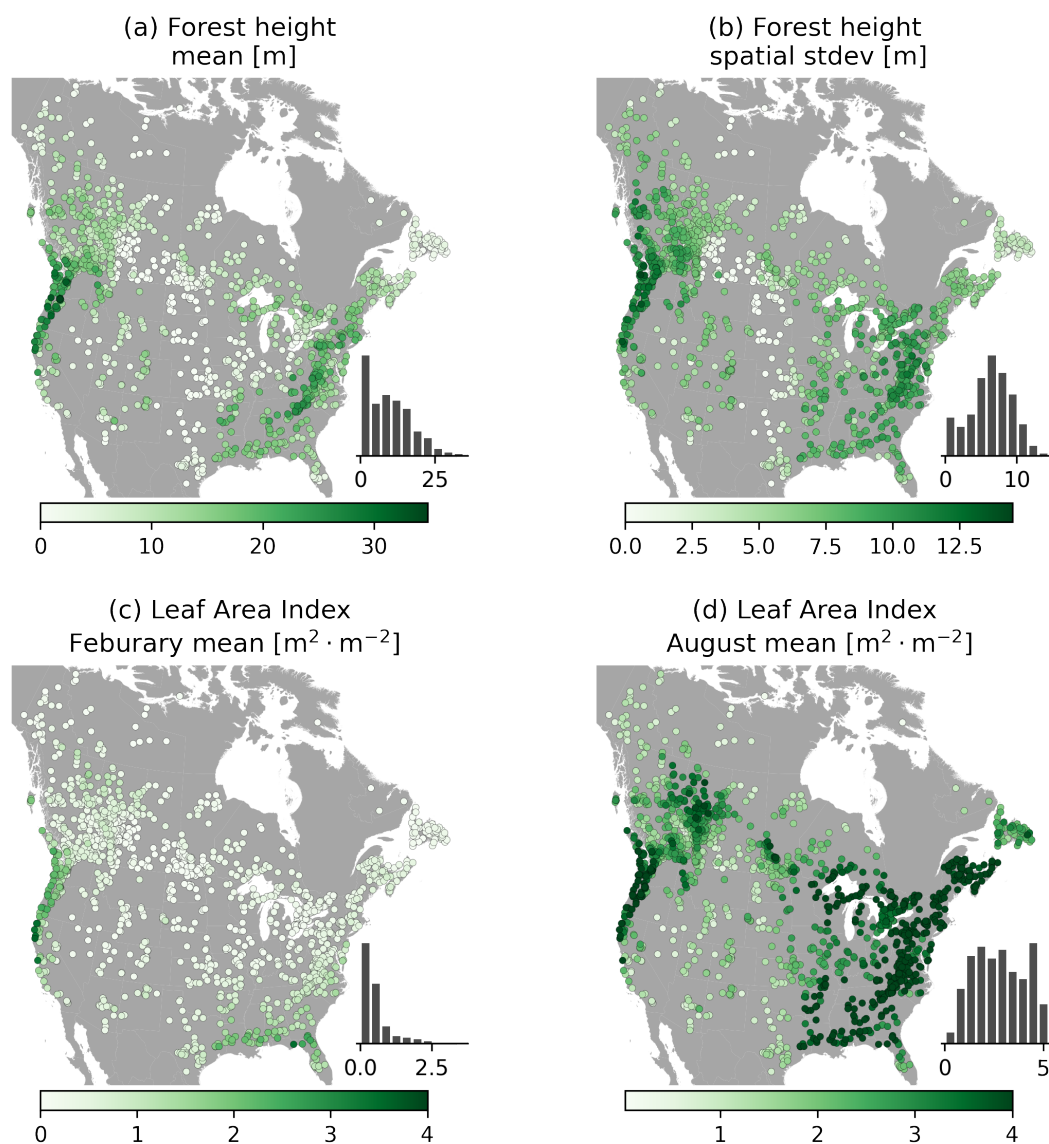 (a) Forest height
mean [m]
(b) Forest height
spatial stdev [m]
0 25
0 10
0 10 20 30
0.0 2.5 5.0 7.5 10.0 12.5
(c) Leaf Area Index
Feburary mean [m² · m⁻²]
(d) Leaf Area Index
August mean [m² · m⁻²]
0.0 2.5
0 5
0 1 2 3 4
1 2 3 4